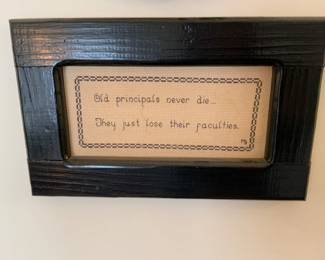 Old principals never die...
They just lose their faculties.